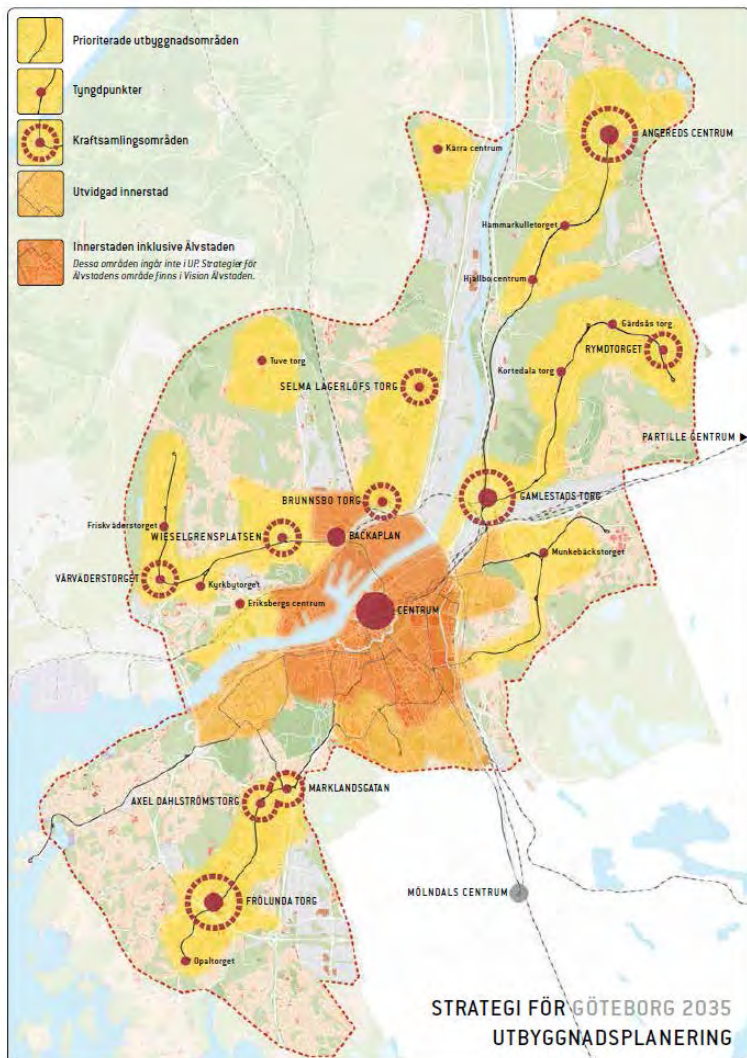 Prioriterade utbyggnadsområden
Tyngdpunkter
Kraftsamlingsområden
Utvidgad innerstad
Innerstaden inklusive Älvstaden
Dessa områden ingår inte i UP. Strategier för
Älvstadens område finns i Vision Älvstaden.
ANGEREDS CENTRUM
Kärra centrum
Hammarkulletorget
Hjällbo centrum
Gårdsås torg
RYMDTORGET
Tuve torg
Kortedala torg
SELMA LAGERLÖFS TORG
PARTILLE CENTRUM
BRUNNSBO TORG
GAMLESTADS TORG
Friskväderstorget
WIESELGRENSPLATSEN
BACKAPLAN
Munkebäckstorget
VÅRVÄDERSTORGET
Kyrkbytorget
Eriksbergs centrum
CENTRUM
MARKLANDSGATAN
AXEL DAHLSTRÖMS TORG
MÖLNDALS CENTRUM
FRÖLUNDA TORG
Opaltorget
STRATEGI FÖR GÖTEBORG 2035
UTBYGGNADSPLANERING